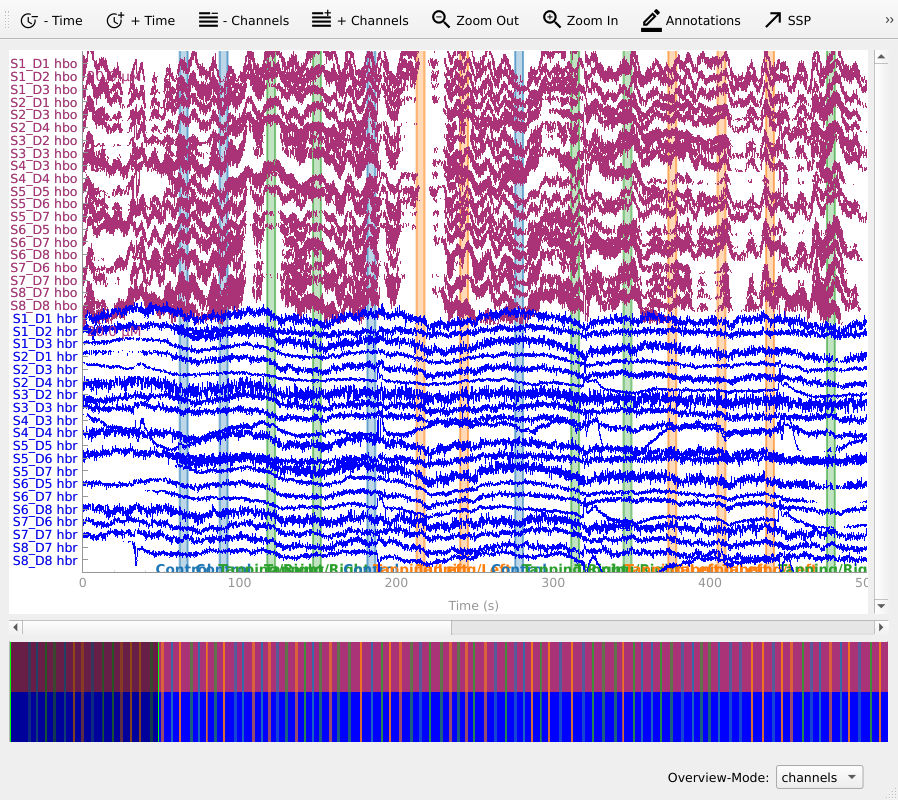 - Time
+ Time
- Channels
+ Channels
Zoom Out
Zoom In
Annotations
SSP
»
S1_D1 hbo
S1_D2 hbo
S1_D3 hbo
S2_D1 hbo
S2_D3 hbo
S2_D4 hbo
S3_D2 hbo
S3_D3 hbo
S4_D3 hbo
S4_D4 hbo
S5_D5 hbo
S5_D6 hbo
S5_D7 hbo
S6_D5 hbo
S6_D7 hbo
S6_D8 hbo
S7_D6 hbo
S7_D7 hbo
S8_D7 hbo
S8_D8 hbo
S1_D1 hbr
S1_D2 hbr
S1_D3 hbr
S2_D1 hbr
S2_D3 hbr
S2_D4 hbr
S3_D2 hbr
S3_D3 hbr
S4_D3 hbr
S4_D4 hbr
S5_D5 hbr
S5_D6 hbr
S5_D7 hbr
S6_D5 hbr
S6_D7 hbr
S6_D8 hbr
S7_D6 hbr
S7_D7 hbr
S8_D7 hbr
S8_D8 hbr
0 100 200 300 400
Time (s)
Overview-Mode: channels